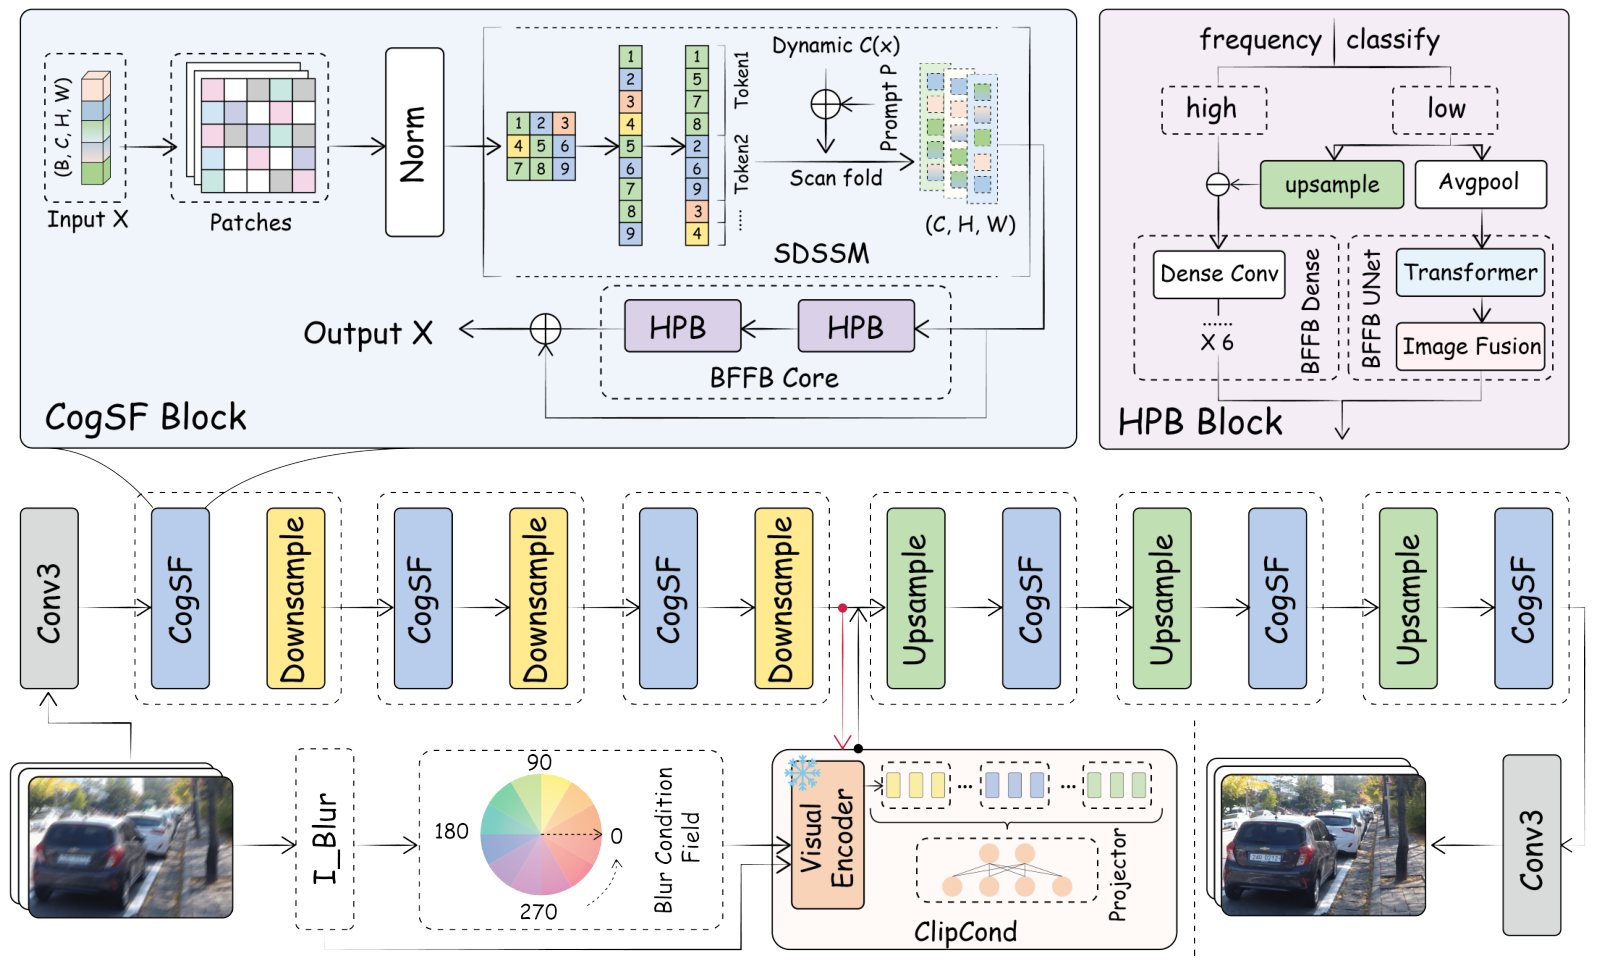 (B, C, H, W)
Input X
Patches
Norm
1 2 3
4 5 6
7 8 9
1
2
3
4
5
6
7
8
9
1
5
7
8
2
6
9
3
4
Token1
Token2
......
Dynamic C(x)
Prompt P
Scan fold
(C, H, W)
SDSSM
Output X
HPB
HPB
BFFB Core
CogSF Block
frequency classify
high
low
upsample
Avgpool
Dense Conv
......
X 6
BFFB Dense
BFFB UNet
Transformer
Image Fusion
HPB Block
Conv3
CogSF
Downsample
CogSF
Downsample
CogSF
Downsample
Upsample
CogSF
Upsample
CogSF
Upsample
CogSF
I_Blur
90
180
0
270
Blur Condition
Field
Visual
Encoder
...
...
Projector
ClipCond
Conv3